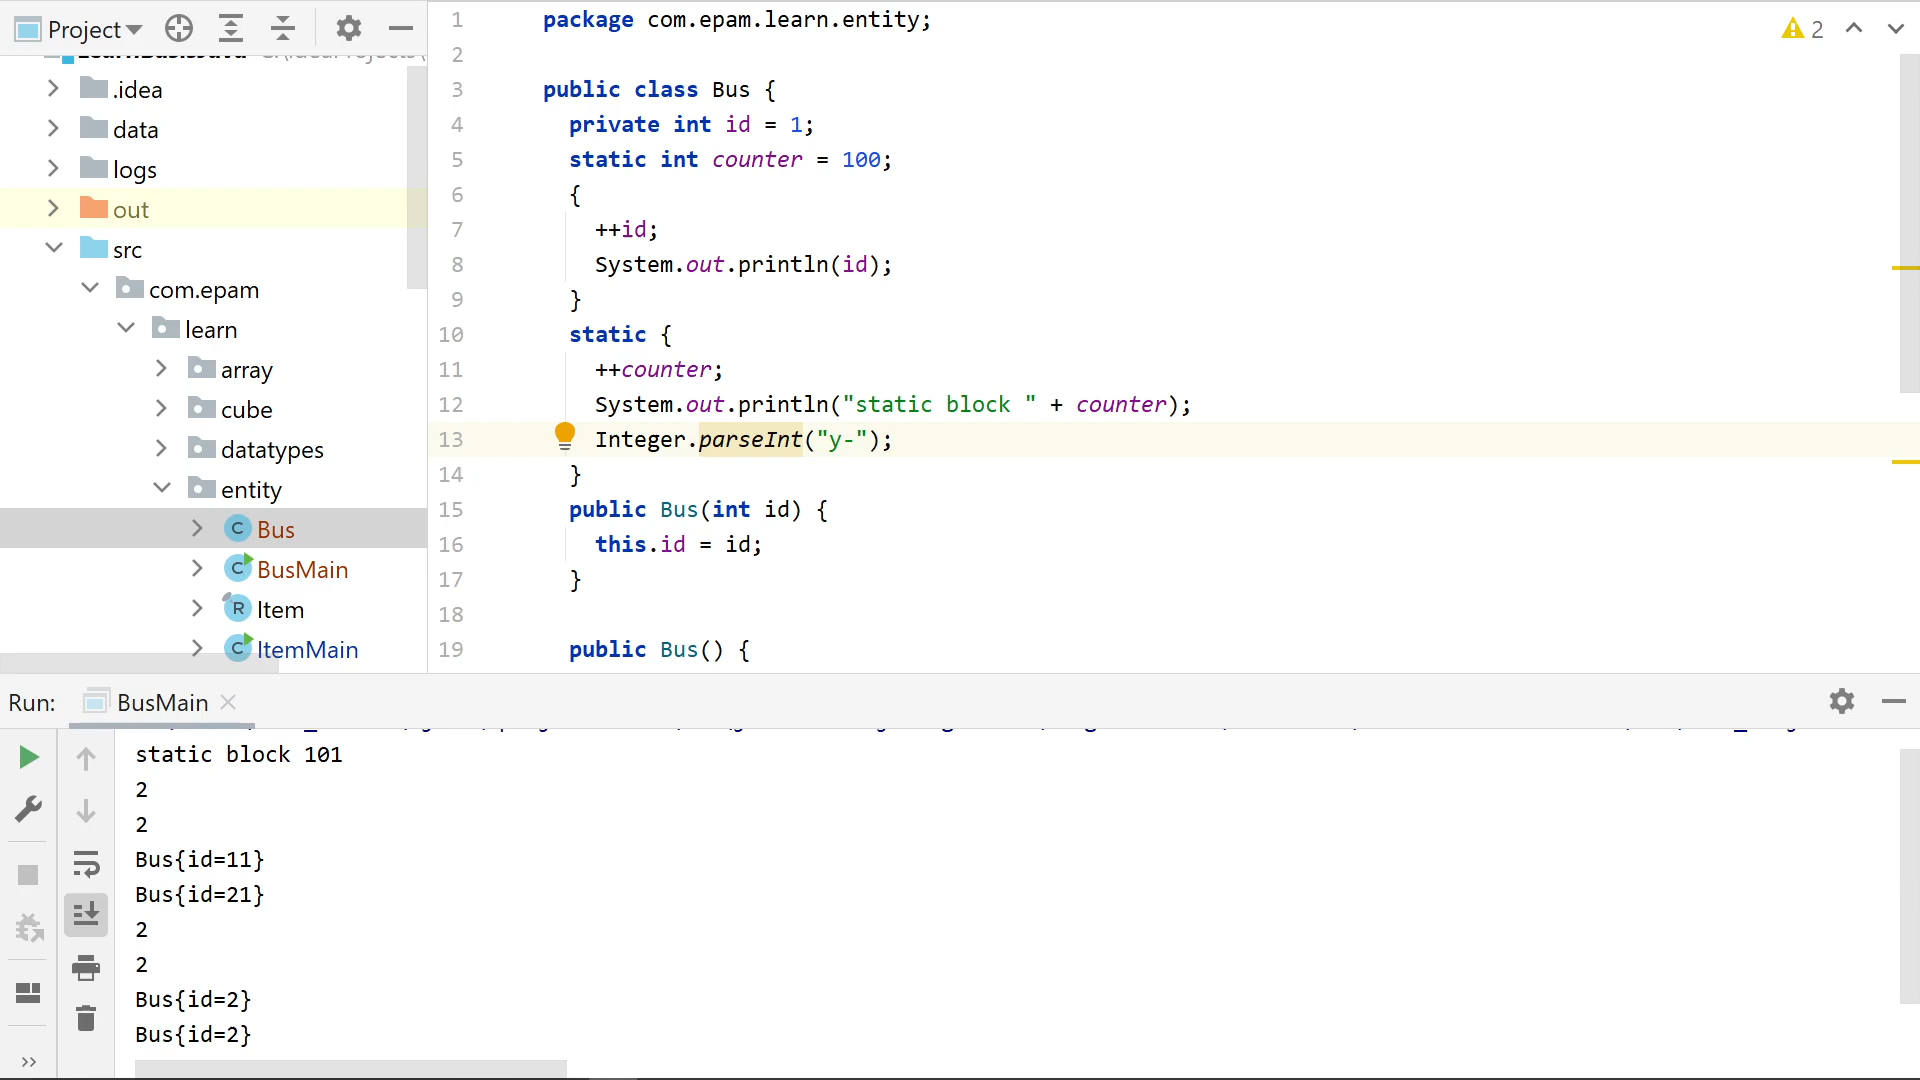 Project
.idea
data
logs
out
src
com.epam
learn
array
cube
datatypes
entity
C Bus
C BusMain
R Item
C ItemMain
2
1 package com.epam.learn.entity;
2
3 public class Bus {
4 private int id = 1;
5 static int counter = 100;
6 {
7 ++id;
8 System.out.println(id);
9 }
10 static {
11 ++counter;
12 System.out.println("static block " + counter);
13 Integer.parseInt("y-");
14 }
15 public Bus(int id) {
16 this.id = id;
17 }
18
19 public Bus() {
Run: BusMain
static block 101
2
2
Bus{id=11}
Bus{id=21}
2
2
Bus{id=2}
Bus{id=2}